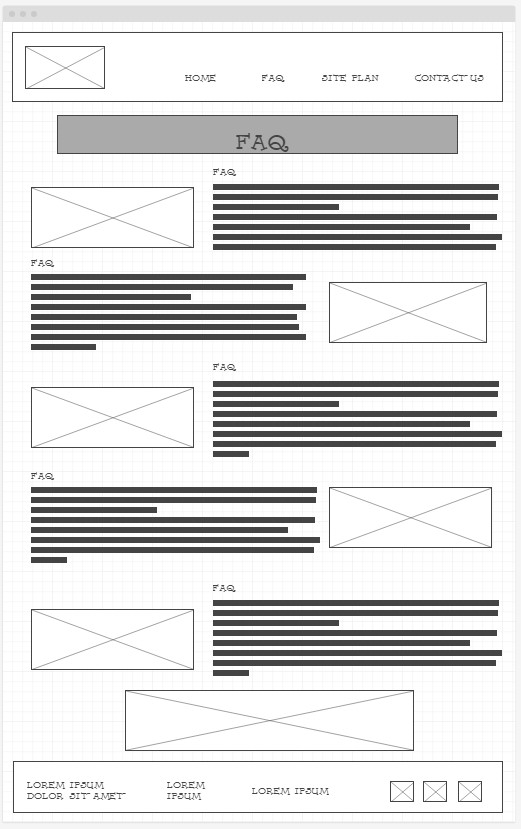 HOME FAQ SITE PLAN CONTACT US
FAQ
FAQ
FAQ
FAQ
FAQ
FAQ
LOREM IPSUM
DOLOR SIT AMET
LOREM
IPSUM
LOREM IPSUM